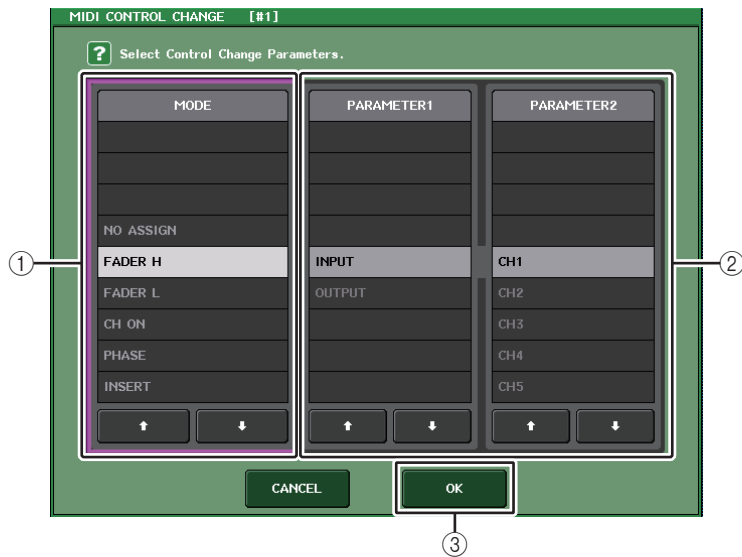 MIDI CONTROL CHANGE [#1]
? Select Control Change Parameters.
MODE PARAMETER1 PARAMETER2
NO ASSIGN
FADER H INPUT CH1
FADER L OUTPUT CH2
CH ON CH3
PHASE CH4
INSERT CH5
CANCEL OK
① ②
③